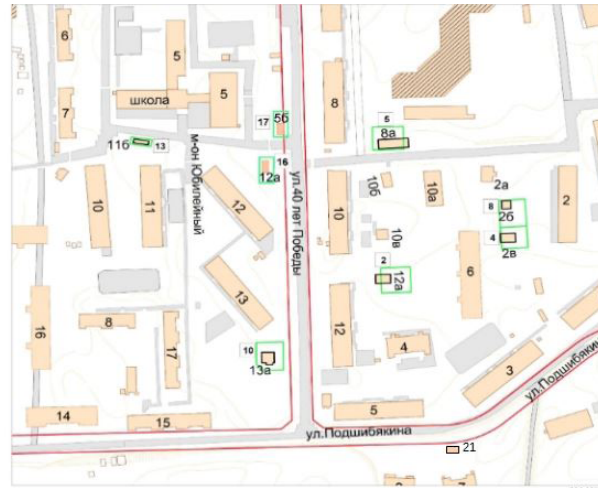 6
5
8
5
8а
школа
5
17
5б
7
11б
13
16
12а
м-он Юбилейный
ул.40 лет Победы
10
11
12
10
10б
10а
2а
8
2б
2
4
2в
10в
6
2
12а
13
16
8
17
12
4
10
13а
3
ул.Подшибякина
14
15
5
ул.Подшибякина
21